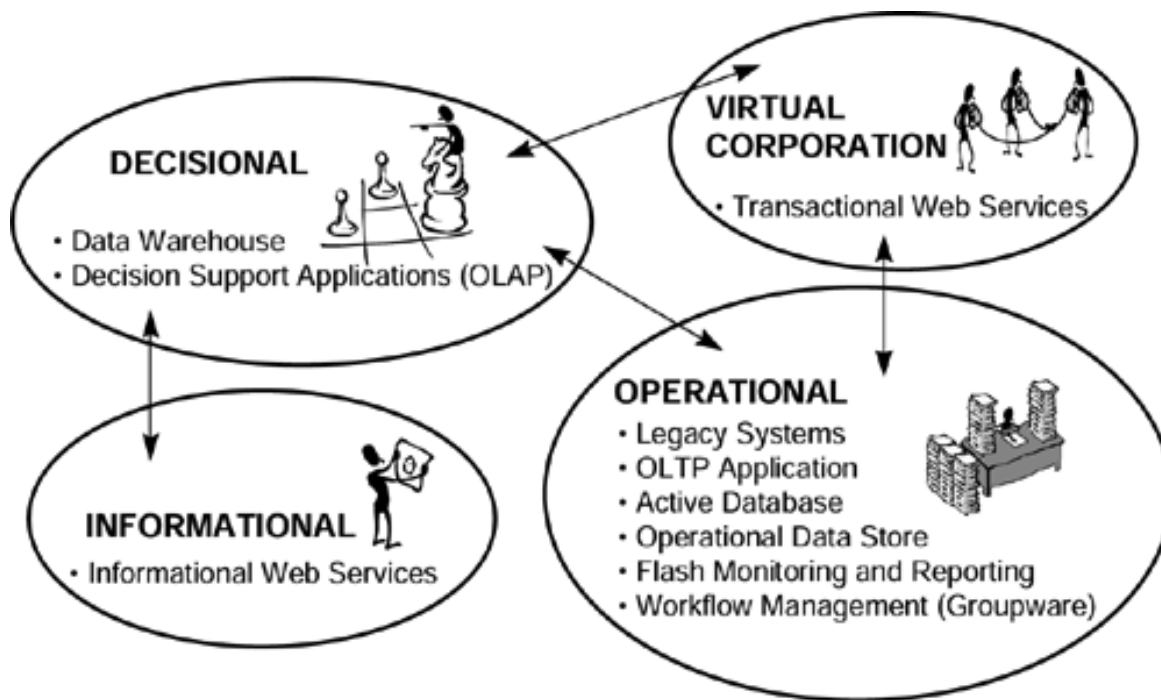 DECISIONAL
• Data Warehouse
• Decision Support Applications (OLAP)
VIRTUAL
CORPORATION
• Transactional Web Services
INFORMATIONAL
• Informational Web Services
OPERATIONAL
• Legacy Systems
• OLTP Application
• Active Database
• Operational Data Store
• Flash Monitoring and Reporting
• Workflow Management (Groupware)